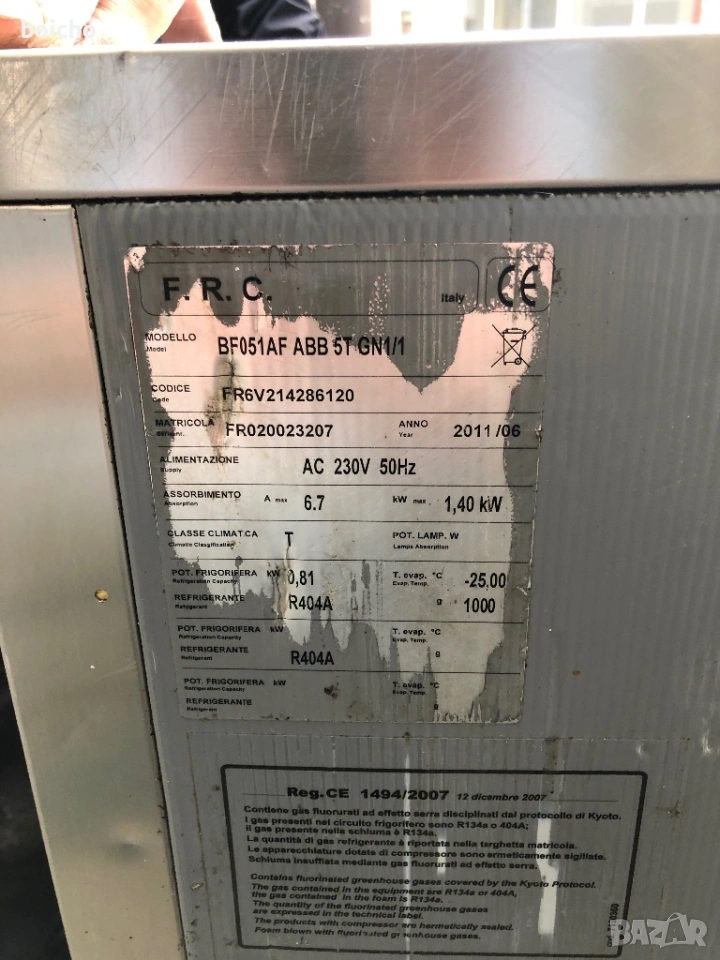 boicho
F. R. C. Italy CE
MODELLO BF051AF ABB 5T GN1/1
Model
CODICE FR6V214286120
Code
MATRICOLA FR020023207 ANNO 2011/06
Year
ALIMENTAZIONE AC 230V 50Hz
Supply
ASSORBIMENTO A max 6.7 kW max 1,40 kW
Absorption
CLASSE CLIMATICA T POT. LAMP. W
Climatic Classification Lamps Absorption
POT. FRIGORIFERA kW 0,81 T. evap. °C -25,00
Refrigeration Capacity Evap. Temp.
REFRIGERANTE R404A g 1000
Refrigerant
POT. FRIGORIFERA kW T. evap. °C
Refrigeration Capacity Evap. Temp.
REFRIGERANTE R404A g
Refrigerant
POT. FRIGORIFERA kW T. evap. °C
Refrigeration Capacity Evap. Temp.
REFRIGERANTE g
Refrigerant
Reg.CE 1494/2007 12 dicembre 2007
Contiene gas fluorurati ad effetto serra disciplinati dal protocollo di Kyoto.
I gas presenti nel circuito frigorifero sono R134a o 404A;
il gas presente nella schiuma è R134a.
La quantità di gas refrigerante è riportata nella targhetta matricola.
Le apparecchiature dotate di compressore sono ermeticamente sigillate.
Schiuma insufflata mediante gas fluorurati ad effetto serra.
Contains fluorinated greenhouse gases covered by the Kyoto Protocol.
The gas contained in the equipment are R134a or 404A,
the gas contained in the foam is R134a.
The quantity of the fluorinated greenhouse gases
are expressed in the technical label.
The products with compressor are hermetically sealed.
Foam blown with fluorinated greenhouse gases.
BAZAR